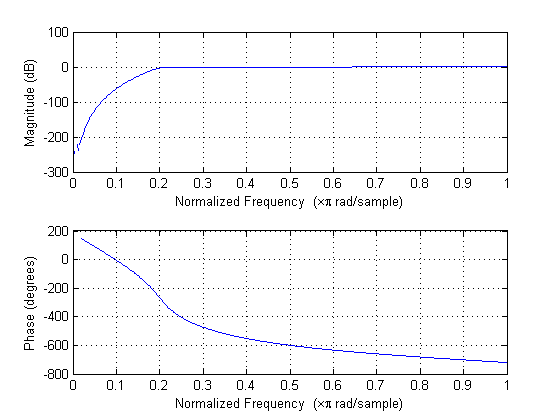 100
0
-100
-200
-300
Magnitude (dB)
0 0.1 0.2 0.3 0.4 0.5 0.6 0.7 0.8 0.9 1
Normalized Frequency (×π rad/sample)
200
0
-200
-400
-600
-800
Phase (degrees)
0 0.1 0.2 0.3 0.4 0.5 0.6 0.7 0.8 0.9 1
Normalized Frequency (×π rad/sample)